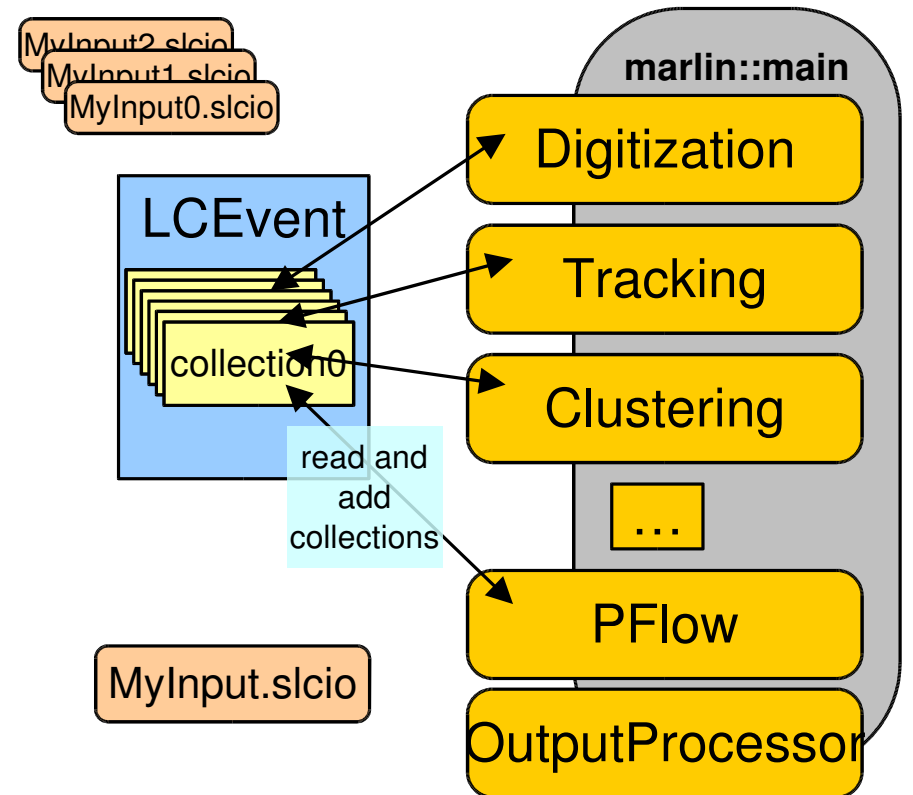 MyInput2.slcio
MyInput1.slcio
MyInput0.slcio
marlin::main
Digitization
LCEvent
Tracking
collection0
Clustering
read and
add
collections
...
PFlow
MyInput.slcio
OutputProcessor